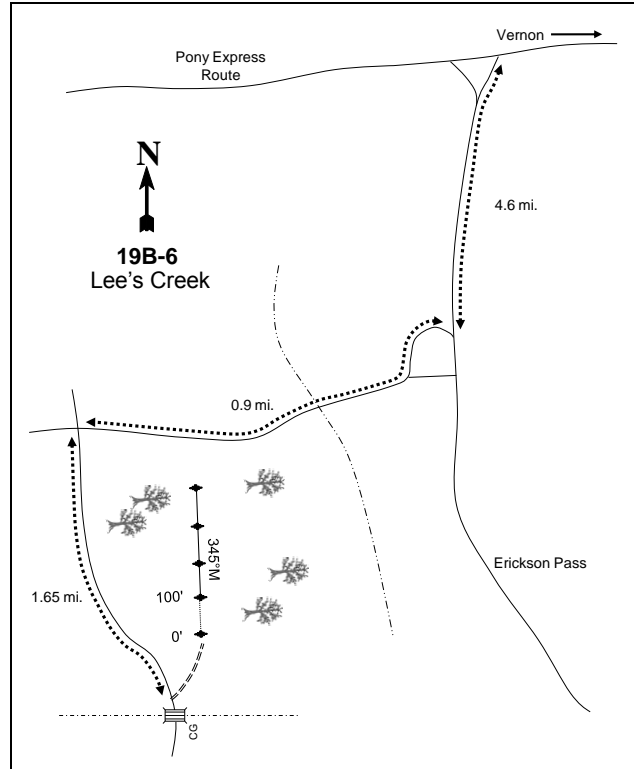 Vernon
Pony Express
Route
N
4.6 mi.
19B-6
Lee's Creek
0.9 mi.
345°M
Erickson Pass
1.65 mi.
100'
0'
CG